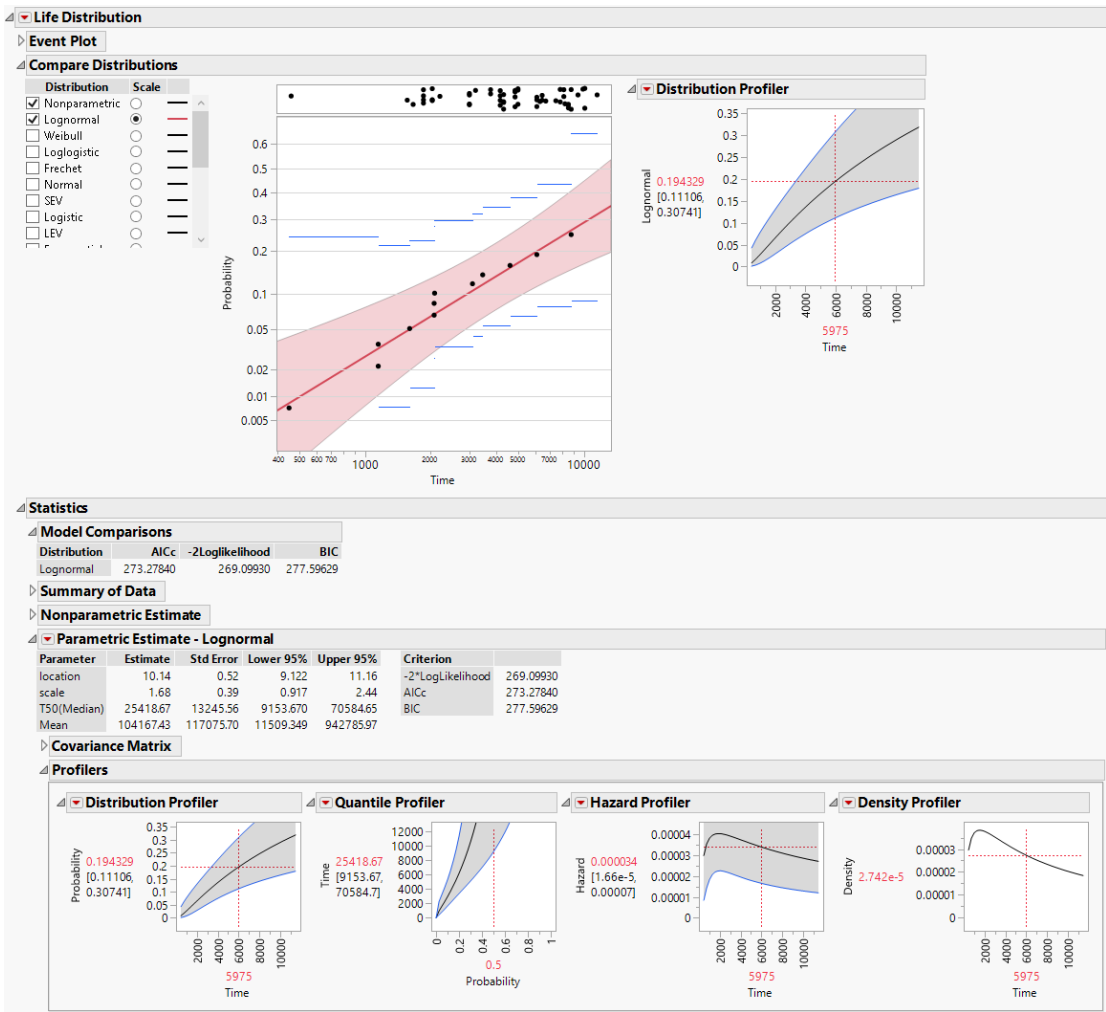 Life Distribution
Event Plot
Compare Distributions
Distribution Scale
Nonparametric
Lognormal
Weibull
Loglogistic
Frechet
Normal
SEV
Logistic
LEV
Probability
0.6
0.5
0.4
0.3
0.2
0.1
0.05
0.02
0.01
0.005
400 500 600 700 1000 2000 3000 4000 5000 7000 10000
Time
Distribution Profiler
Lognormal
0.194329
[0.11106,
0.30741]
0.35
0.3
0.25
0.2
0.15
0.1
0.05
0
2000 4000 6000 8000 10000
5975
Time
Statistics
Model Comparisons
Distribution AICc -2Loglikelihood BIC
Lognormal 273.27840 269.09930 277.59629
Summary of Data
Nonparametric Estimate
Parametric Estimate - Lognormal
Parameter Estimate Std Error Lower 95% Upper 95%
location 10.14 0.52 9.122 11.16
scale 1.68 0.39 0.917 2.44
T50(Median) 25418.67 13245.56 9153.670 70584.65
Mean 104167.43 117075.70 11509.349 942785.97
Criterion
-2*LogLikelihood 269.09930
AICc 273.27840
BIC 277.59629
Covariance Matrix
Profilers
Distribution Profiler
Probability
0.194329
[0.11106,
0.30741]
0.35
0.3
0.25
0.2
0.15
0.1
0.05
0
2000 4000 6000 8000 10000
5975
Time
Quantile Profiler
Time
25418.67
[9153.67,
70584.7]
12000
10000
8000
6000
4000
2000
0
0 0.2 0.4 0.6 0.8 1
0.5
Probability
Hazard Profiler
Hazard
0.000034
[1.66e-5,
0.00007]
0.00004
0.00003
0.00002
0.00001
0
2000 4000 6000 8000 10000
5975
Time
Density Profiler
Density
2.742e-5
0.00003
0.00002
0.00001
0
2000 4000 6000 8000 10000
5975
Time